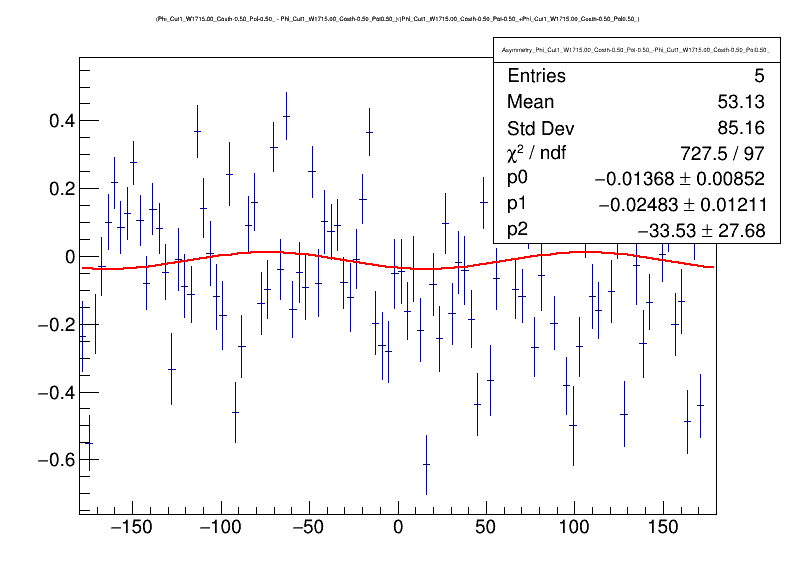 (Phi_Cut1_W1715.00_Costh-0.50_Pol-0.50_ - Phi_Cut1_W1715.00_Costh-0.50_Pol0.50_)/(Phi_Cut1_W1715.00_Costh-0.50_Pol-0.50_+Phi_Cut1_W1715.00_Costh-0.50_Pol0.50_)
Asymmetry_Phi_Cut1_W1715.00_Costh-0.50_Pol-0.50_-Phi_Cut1_W1715.00_Costh-0.50_Pol0.50_
Entries 5
Mean 53.13
Std Dev 85.16
χ² / ndf 727.5 / 97
p0 −0.01368 ± 0.00852
p1 −0.02483 ± 0.01211
p2 −33.53 ± 27.68
0.4
0.2
0
−0.2
−0.4
−0.6
−150 −100 −50 0 50 100 150